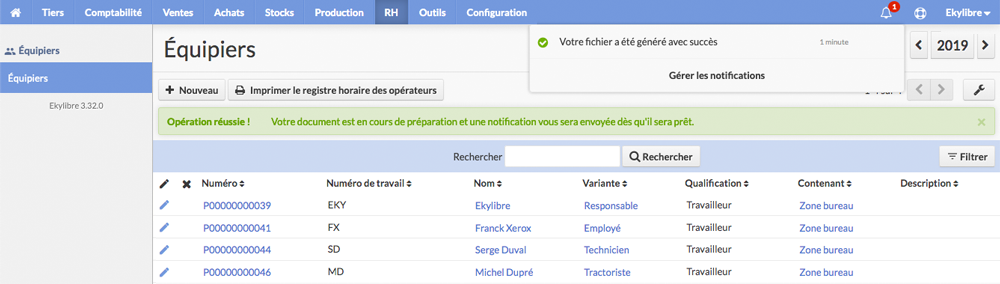 Tiers Comptabilité Ventes Achats Stocks Production RH Outils Configuration 1 Ekylibre
Équipiers
Équipiers
Ekylibre 3.32.0
Équipiers
Votre fichier a été généré avec succès 1 minute
Gérer les notifications
2019
Nouveau Imprimer le registre horaire des opérateurs
Opération réussie ! Votre document est en cours de préparation et une notification vous sera envoyée dès qu'il sera prêt.
Rechercher Rechercher Filtrer
Numéro Numéro de travail Nom Variante Qualification Contenant Description
P00000000039 EKY Ekylibre Responsable Travailleur Zone bureau
P00000000041 FX Franck Xerox Employé Travailleur Zone bureau
P00000000044 SD Serge Duval Technicien Travailleur Zone bureau
P00000000046 MD Michel Dupré Tractoriste Travailleur Zone bureau